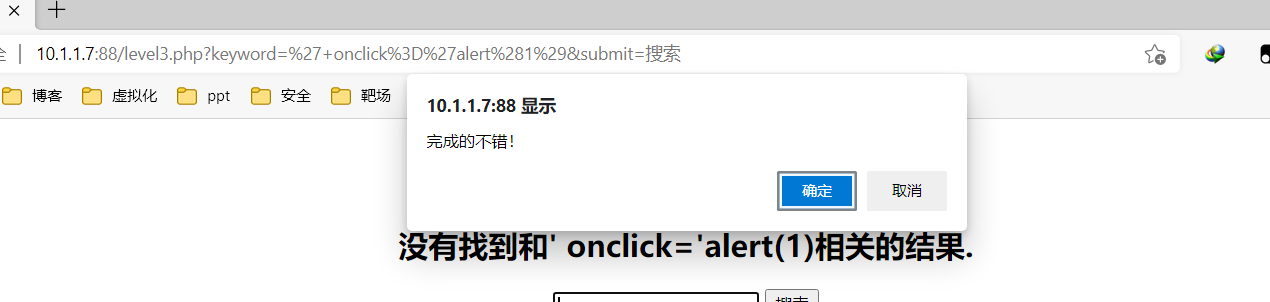 全 | 10.1.1.7:88/level3.php?keyword=%27+onclick%3D%27alert%281%29&submit=搜索
博客 虚拟化 ppt 安全 靶场
10.1.1.7:88 显示
完成的不错!
确定 取消
没有找到和' onclick='alert(1)相关的结果.
搜索